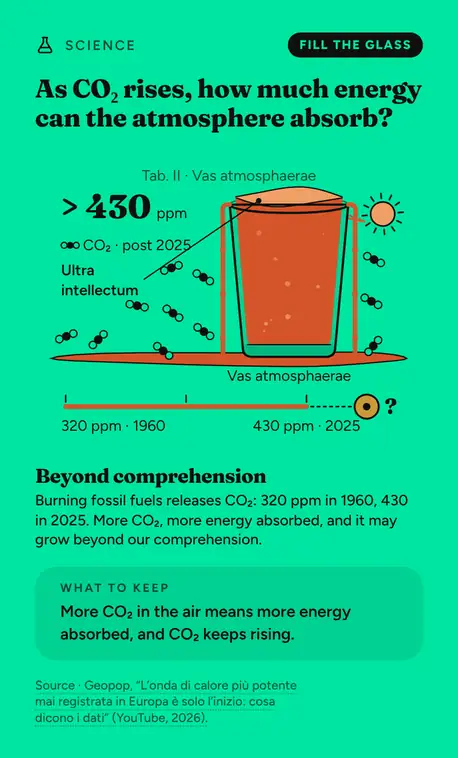 SCIENCE
FILL THE GLASS
As CO₂ rises, how much energy
can the atmosphere absorb?
Tab. II · Vas atmosphaerae
> 430 ppm
CO₂ · post 2025
Ultra
intellectum
Vas atmosphaerae
?
320 ppm · 1960
430 ppm · 2025
Beyond comprehension
Burning fossil fuels releases CO₂: 320 ppm in 1960, 430
in 2025. More CO₂, more energy absorbed, and it may
grow beyond our comprehension.
WHAT TO KEEP
More CO₂ in the air means more energy
absorbed, and CO₂ keeps rising.
Source · Geopop, “L’onda di calore più potente
mai registrata in Europa è solo l’inizio: cosa
dicono i dati” (YouTube, 2026).